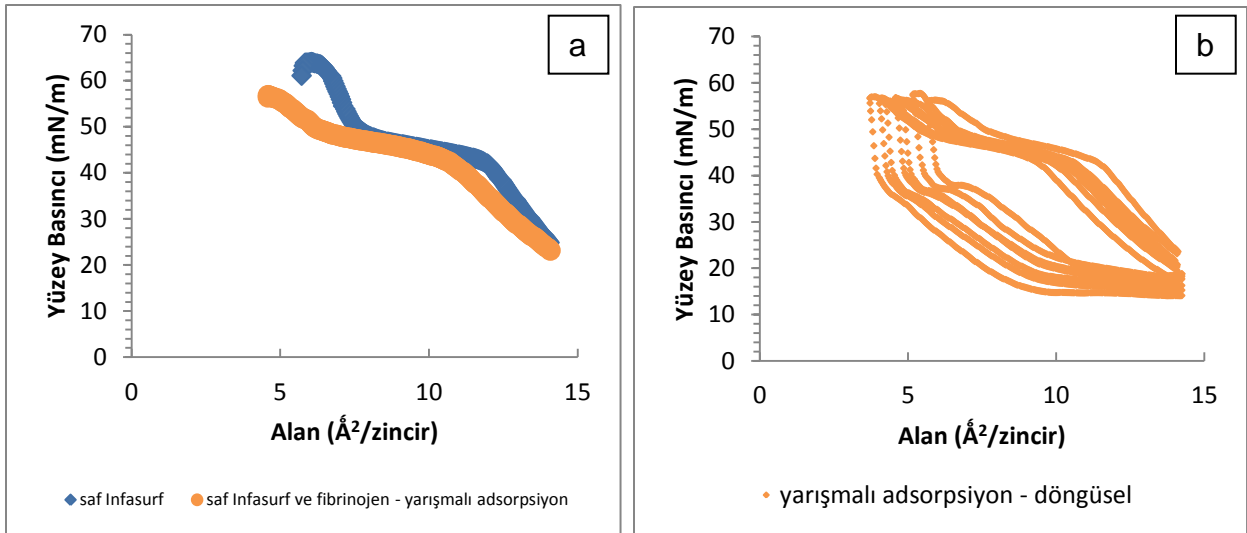 a
Yüzey Basıncı (mN/m)
70
60
50
40
30
20
10
0
0 5 10 15
Alan (Ǻ²/zincir)
saf Infasurf saf Infasurf ve fibrinojen - yarışmalı adsorpsiyon
b
Yüzey Basıncı (mN/m)
70
60
50
40
30
20
10
0
0 5 10 15
Alan (Ǻ²/zincir)
yarışmalı adsorpsiyon - döngüsel